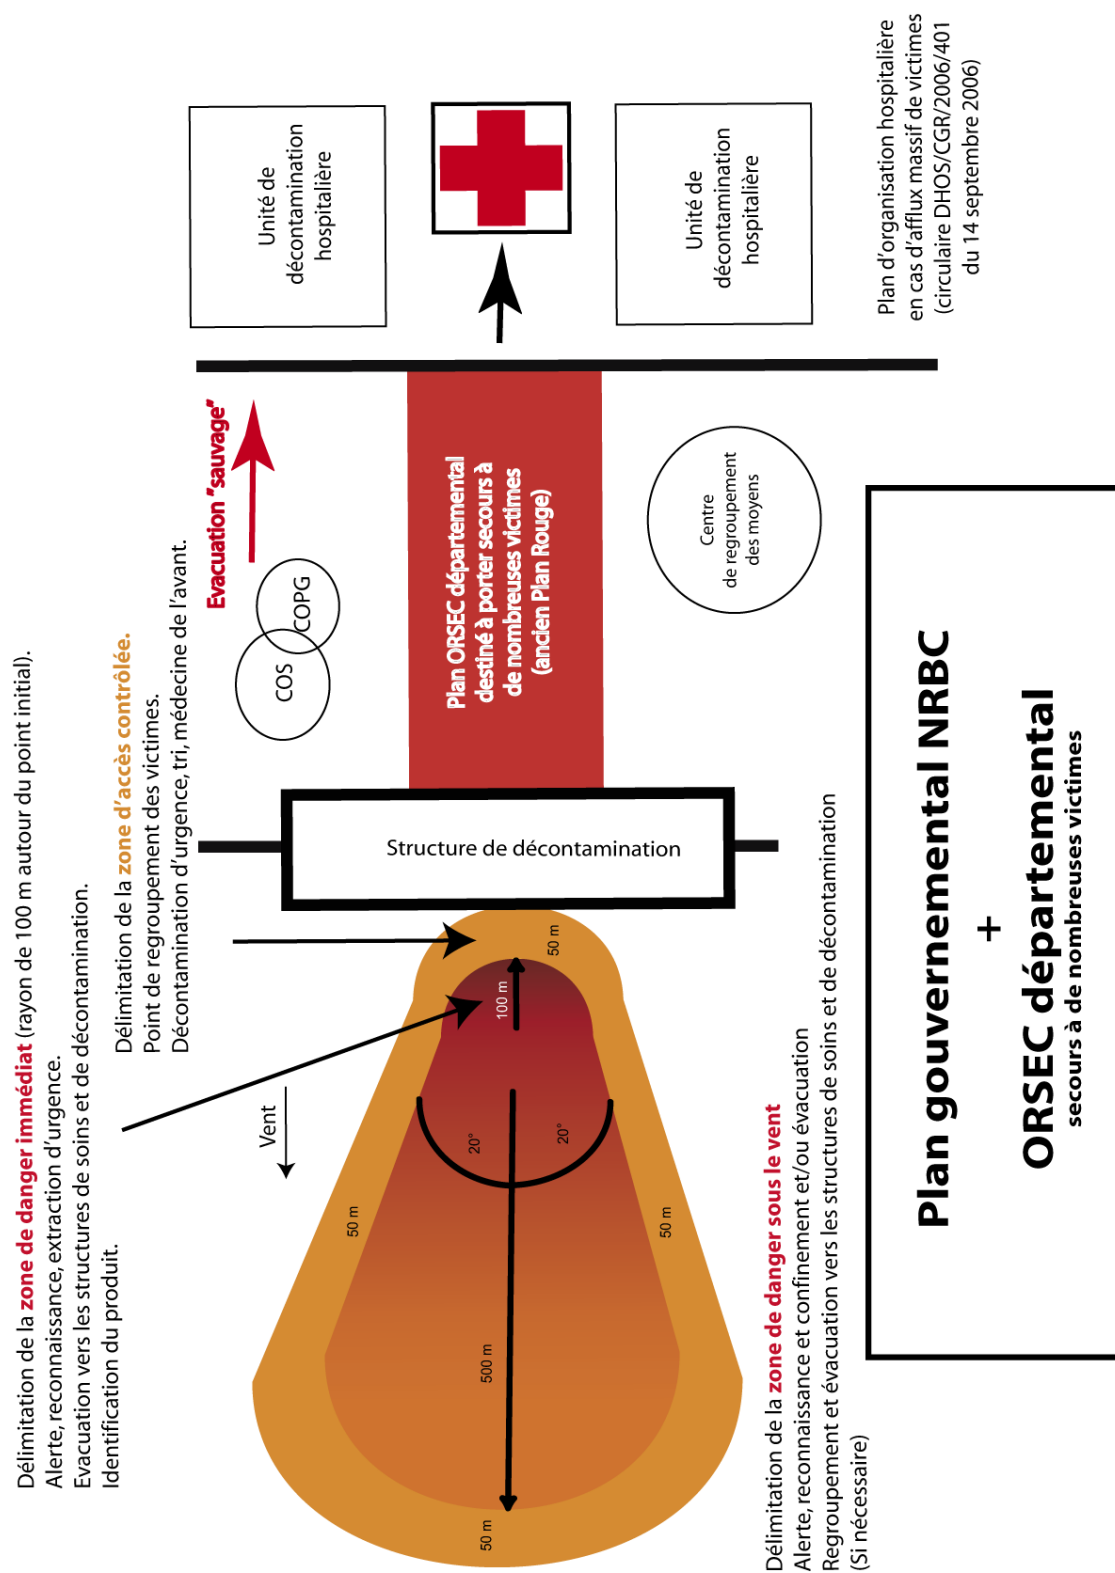 Délimitation de la zone de danger immédiat (rayon de 100 m autour du point initial).
Alerte, reconnaissance, extraction d'urgence.
Evacuation vers les structures de soins et de décontamination.
Identification du produit.
Délimitation de la zone d'accès contrôlée.
Point de regroupement des victimes.
Décontamination d'urgence, tri, médecine de l'avant.
Evacuation "sauvage"
Vent
COS
COPG
Unité de
décontamination
hospitalière
50 m
50 m
100 m
20°
20°
500 m
50 m
50 m
Structure de décontamination
Plan ORSEC départemental
destiné à porter secours à
de nombreuses victimes
(ancien Plan Rouge)
Centre
de regroupement
des moyens
Unité de
décontamination
hospitalière
Délimitation de la zone de danger sous le vent
Alerte, reconnaissance et confinement et/ou évacuation
Regroupement et évacuation vers les structures de soins et de décontamination
(Si nécessaire)
Plan d'organisation hospitalière
en cas d'afflux massif de victimes
(circulaire DHOS/CGR/2006/401
du 14 septembre 2006)
Plan gouvernemental NRBC
+
ORSEC départemental
secours à de nombreuses victimes